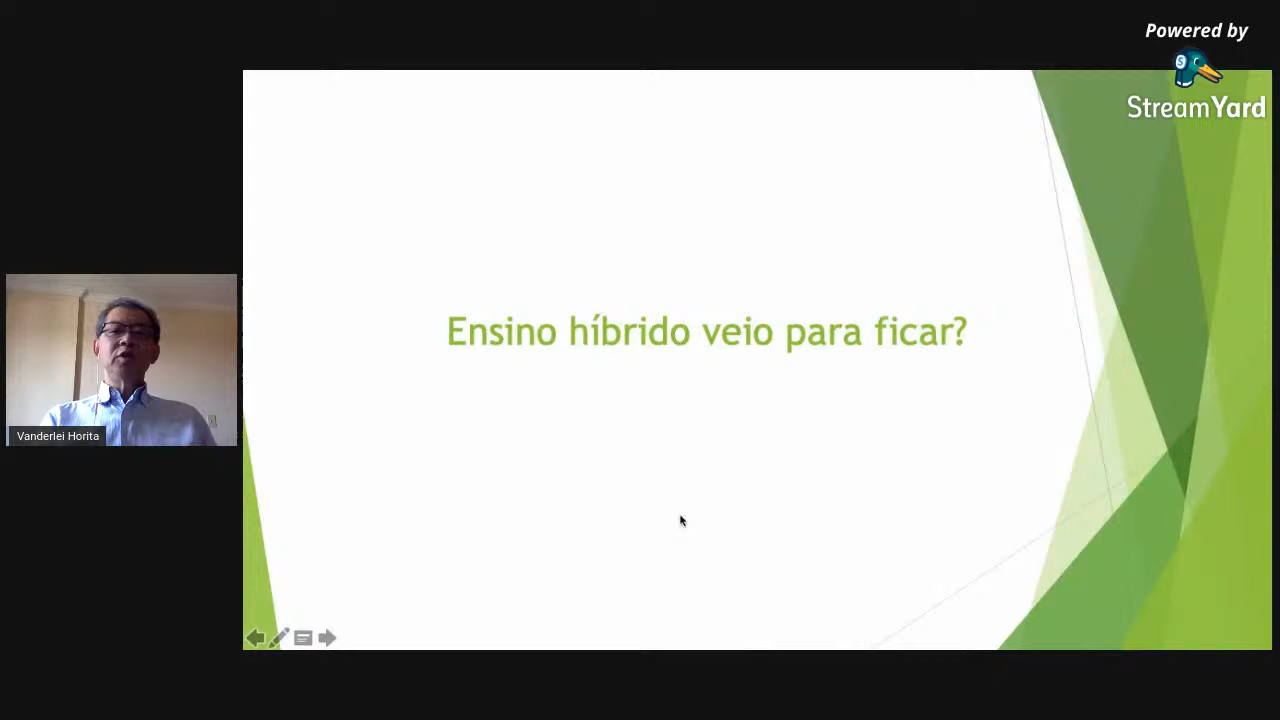 Powered by
StreamYard
Ensino híbrido veio para ficar?
Vanderlei Horita